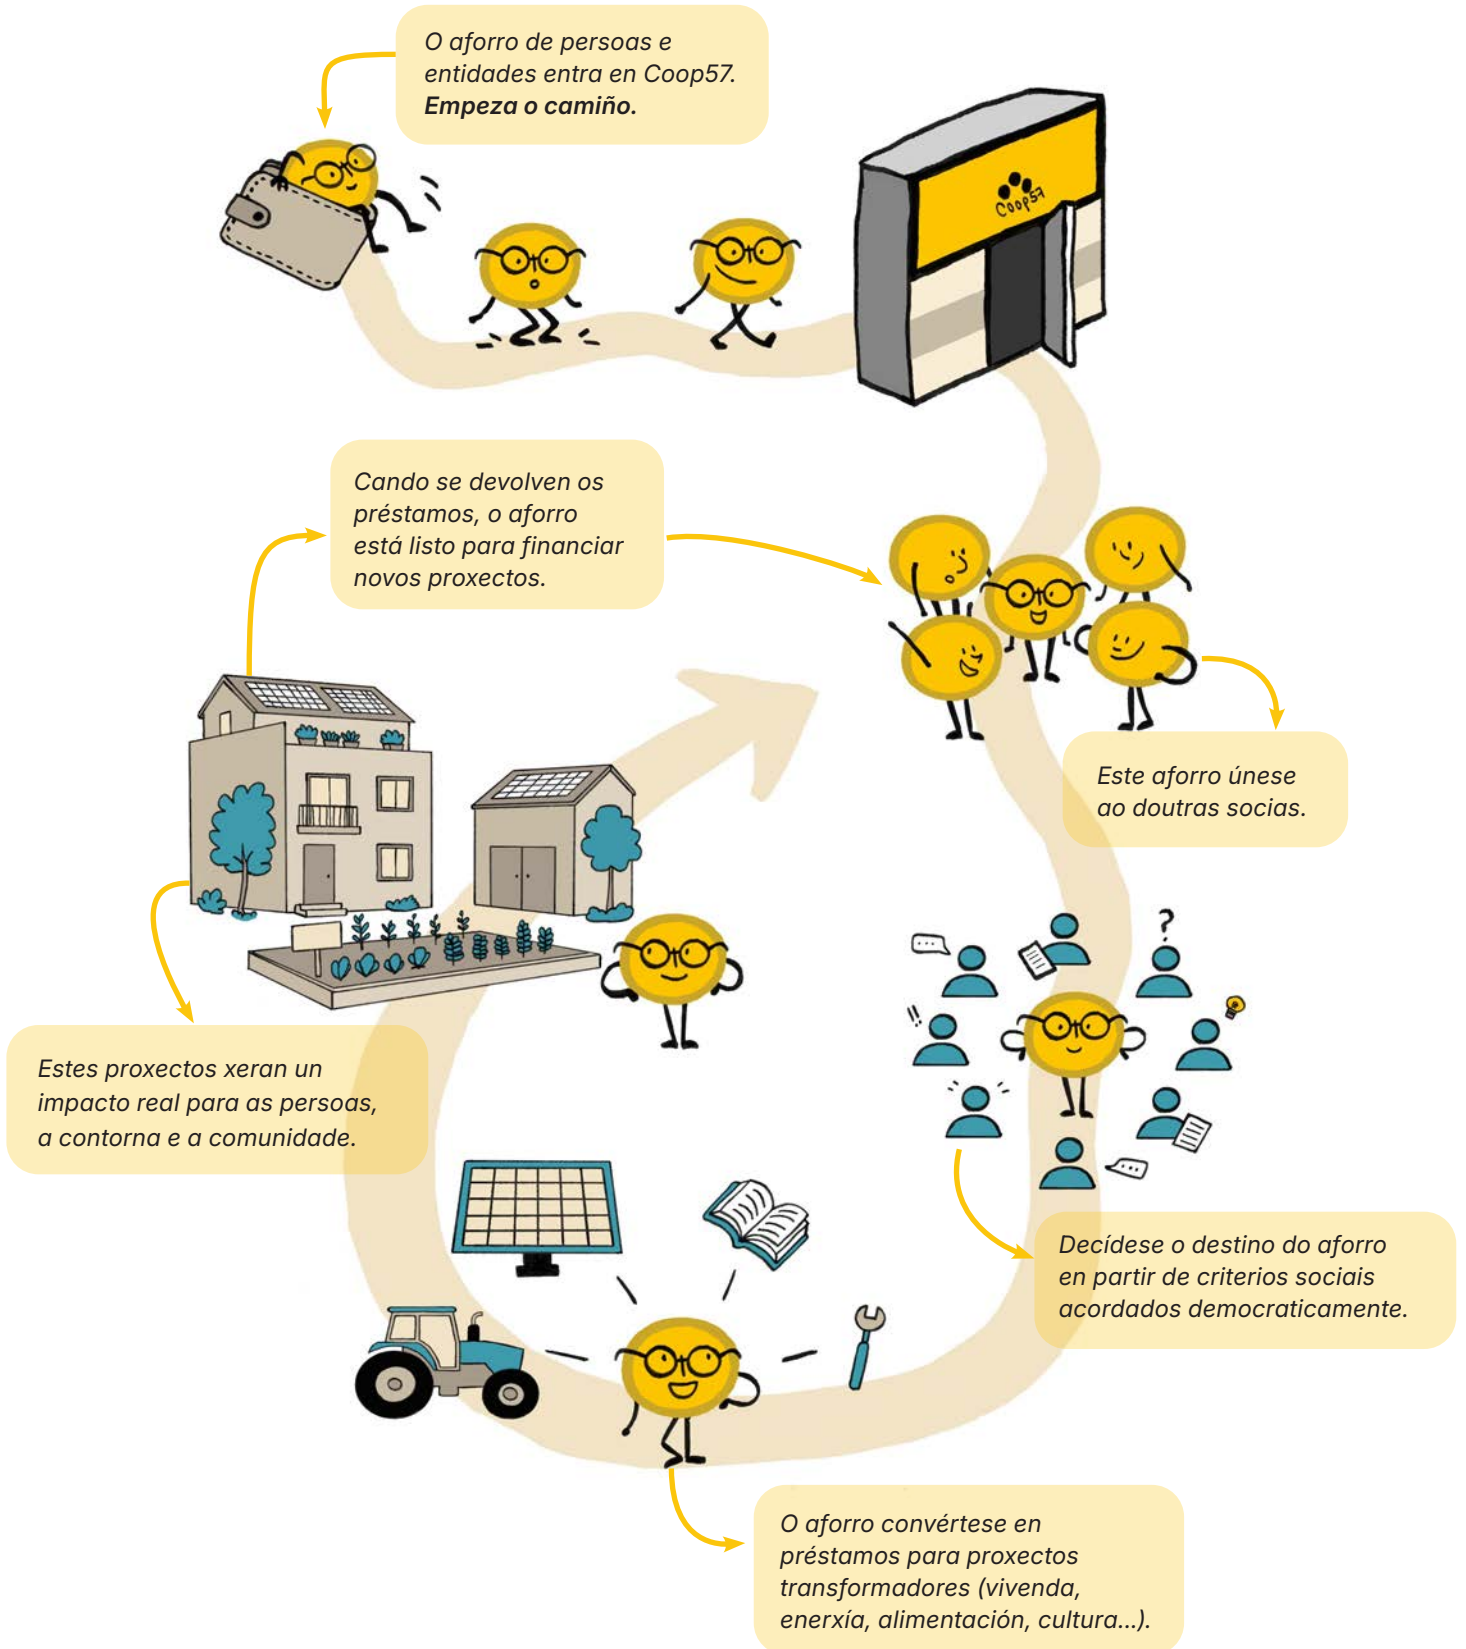 O aforro de persoas e
entidades entra en Coop57.
Empeza o camiño.
Coop57
Cando se devolven os
préstamos, o aforro
está listo para financiar
novos proxectos.
Este aforro únese
ao doutras socias.
?
!!
Estes proxectos xeran un
impacto real para as persoas,
a contorna e a comunidade.
Decídese o destino do aforro
en partir de criterios sociais
acordados democraticamente.
O aforro convértese en
préstamos para proxectos
transformadores (vivenda,
enerxía, alimentación, cultura...).